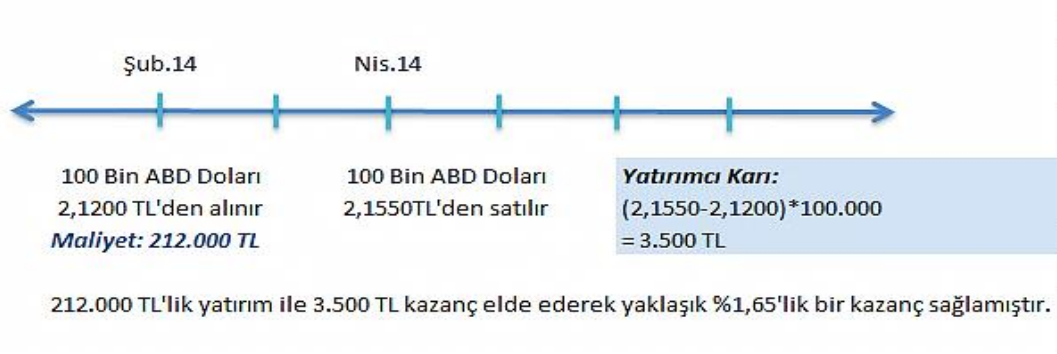 Şub.14
Nis.14
100 Bin ABD Doları
2,1200 TL'den alınır
Maliyet: 212.000 TL
100 Bin ABD Doları
2,1550TL'den satılır
Yatırımcı Karı:
(2,1550-2,1200)*100.000
= 3.500 TL
212.000 TL'lik yatırım ile 3.500 TL kazanç elde ederek yaklaşık %1,65'lik bir kazanç sağlamıştır.